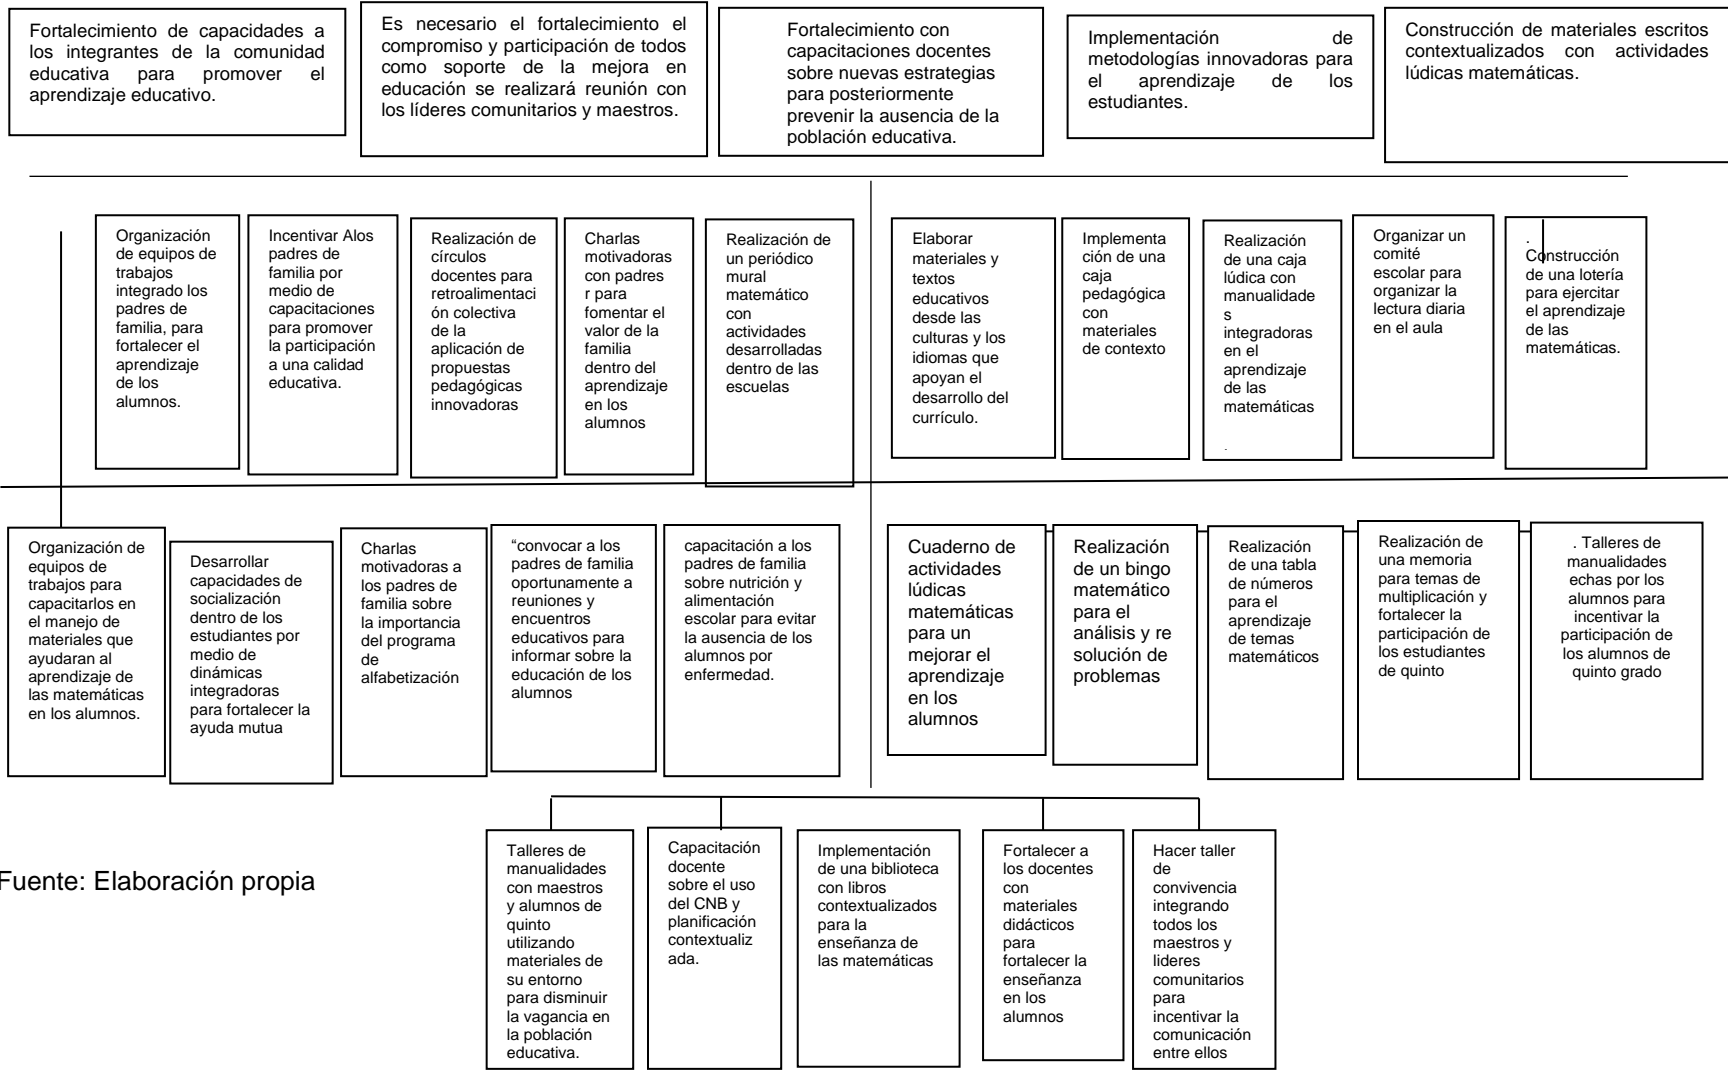 Fortalecimiento de capacidades a
los integrantes de la comunidad
educativa para promover el
aprendizaje educativo.
Es necesario el fortalecimiento el
compromiso y participación de todos
como soporte de la mejora en
educación se realizará reunión con
los líderes comunitarios y maestros.
Fortalecimiento con
capacitaciones docentes
sobre nuevas estrategias
para posteriormente
prevenir la ausencia de la
población educativa.
Implementación de
metodologías innovadoras para
el aprendizaje de los
estudiantes.
Construcción de materiales escritos
contextualizados con actividades
lúdicas matemáticas.
Organización
de equipos de
trabajos
integrado los
padres de
familia, para
fortalecer el
aprendizaje
de los
alumnos.
Incentivar Alos
padres de
familia por
medio de
capacitaciones
para promover
la participación
a una calidad
educativa.
Realización de
círculos
docentes para
retroalimentaci
ón colectiva
de la
aplicación de
propuestas
pedagógicas
innovadoras
Charlas
motivadoras
con padres
r para
fomentar el
valor de la
familia
dentro del
aprendizaje
en los
alumnos
Realización de
un periódico
mural
matemático
con
actividades
desarrolladas
dentro de las
escuelas
Elaborar
materiales y
textos
educativos
desde las
culturas y los
idiomas que
apoyan el
desarrollo del
currículo.
Implementa
ción de una
caja
pedagógica
con
materiales
de contexto
Realización
de una caja
lúdica con
manualidade
s
integradoras
en el
aprendizaje
de las
matemáticas
.
Organizar un
comité
escolar para
organizar la
lectura diaria
en el aula
.
Construcción
de una lotería
para ejercitar
el aprendizaje
de las
matemáticas.
Organización de
equipos de
trabajos para
capacitarlos en
el manejo de
materiales que
ayudaran al
aprendizaje de
las matemáticas
en los alumnos.
Desarrollar
capacidades de
socialización
dentro de los
estudiantes por
medio de
dinámicas
integradoras
para fortalecer la
ayuda mutua
Charlas
motivadoras a
los padres de
familia sobre
la importancia
del programa
de
alfabetización
“convocar a los
padres de familia
oportunamente a
reuniones y
encuentros
educativos para
informar sobre la
educación de los
alumnos
capacitación a los
padres de familia
sobre nutrición y
alimentación
escolar para evitar
la ausencia de los
alumnos por
enfermedad.
Cuaderno de
actividades
lúdicas
matemáticas
para un
mejorar el
aprendizaje
en los
alumnos
Realización
de un bingo
matemático
para el
análisis y re
solución de
problemas
Realización
de una tabla
de números
para el
aprendizaje
de temas
matemáticos
Realización de
una memoria
para temas de
multiplicación y
fortalecer la
participación de
los estudiantes
de quinto
. Talleres de
manualidades
echas por los
alumnos para
incentivar la
participación de
los alumnos de
quinto grado
Talleres de
manualidades
con maestros
y alumnos de
quinto
utilizando
materiales de
su entorno
para disminuir
la vagancia en
la población
educativa.
Capacitación
docente
sobre el uso
del CNB y
planificación
contextualiz
ada.
Implementación
de una biblioteca
con libros
contextualizados
para la
enseñanza de
las matemáticas
Fortalecer a
los docentes
con
materiales
didácticos
para
fortalecer la
enseñanza
en los
alumnos
Hacer taller
de
convivencia
integrando
todos los
maestros y
lideres
comunitarios
para
incentivar la
comunicación
entre ellos
Fuente: Elaboración propia